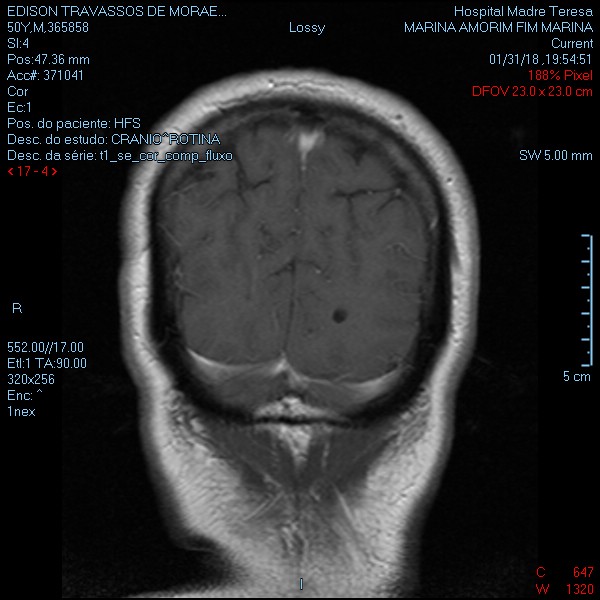 EDISON TRAVASSOS DE MORAE...
50Y,M,365858
Sl:4
Pos:47.36 mm
Acc#: 371041
Cor
Ec:1
Pos. do paciente: HFS
Desc. do estudo: CRANIO^ROTINA
Desc. da série: t1_se_cor_comp_fluxo
< 17 - 4 >
Lossy
Hospital Madre Teresa
MARINA AMORIM FIM MARINA
Current
01/31/18 ,19:54:51
188% Pixel
DFOV 23.0 x 23.0 cm
SW 5.00 mm
R
552.00//17.00
Etl:1 TA:90.00
320x256
Enc: ^
1nex
5 cm
I
C 647
W 1320